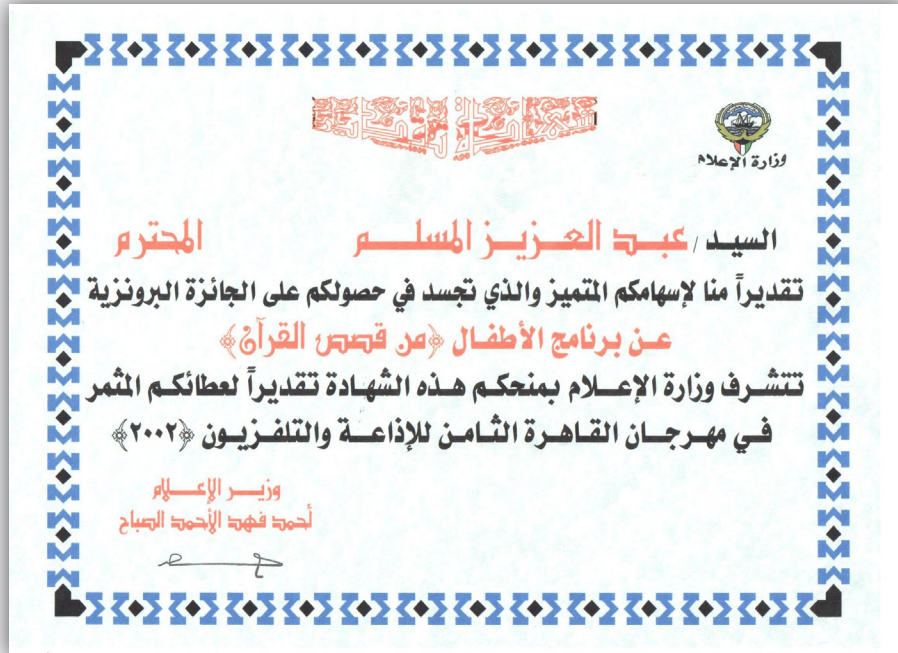 شهادة تقدير
وزارة الإعلام
السيد / عبد العزيز المسلم المحترم
تقديراً منا لإسهامكم المتميز والذي تجسد في حصولكم على الجائزة البرونزية
عن برنامج الأطفال ﴿من قصص القرآن﴾
تتشرف وزارة الإعلام بمنحكم هذه الشهادة تقديراً لعطائكم المثمر
في مهرجان القاهرة الثامن للإذاعة والتلفزيون ﴿٢٠٠٢﴾
وزير الإعلام
أحمد فهد الأحمد الصباح